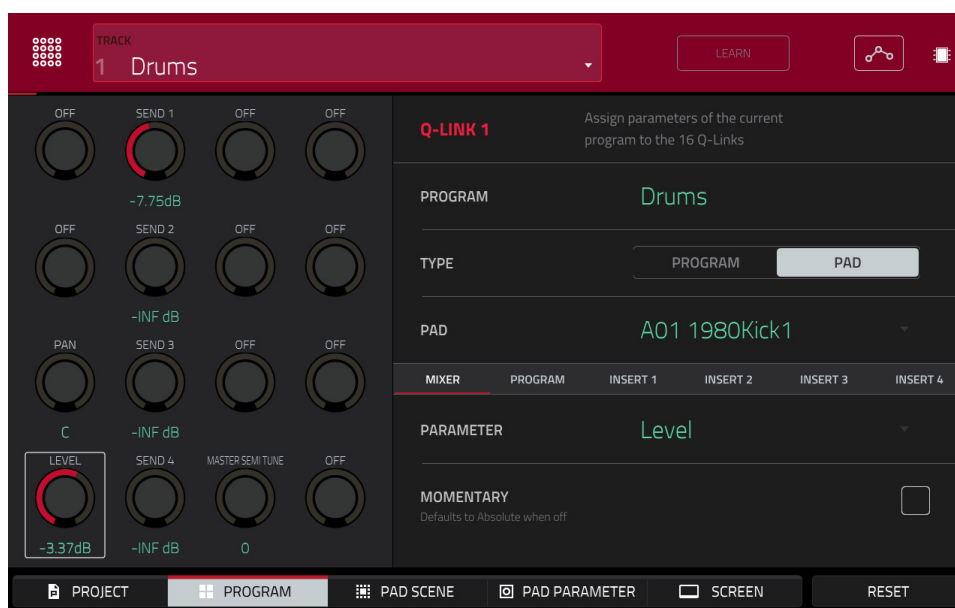 TRACK
1 Drums
LEARN
OFF SEND 1 OFF OFF
-7.75dB
OFF SEND 2 OFF OFF
-INF dB
PAN SEND 3 OFF OFF
C -INF dB
LEVEL SEND 4 MASTER SEMI TUNE OFF
-3.37dB -INF dB 0
Q-LINK 1
Assign parameters of the current
program to the 16 Q-Links
PROGRAM Drums
TYPE PROGRAM PAD
PAD A01 1980Kick1
MIXER PROGRAM INSERT 1 INSERT 2 INSERT 3 INSERT 4
PARAMETER Level
MOMENTARY
Defaults to Absolute when off
PROJECT PROGRAM PAD SCENE PAD PARAMETER SCREEN RESET